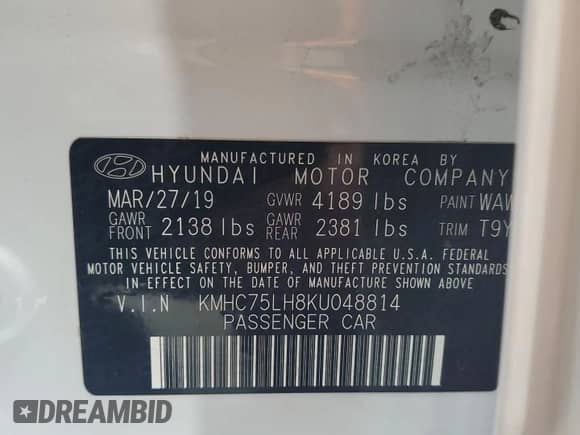 MANUFACTURED IN KOREA BY
HYUNDAI MOTOR COMPANY
MAR/27/19 GVWR 4189 lbs PAINT WAW
GAWR FRONT 2138 lbs GAWR REAR 2381 lbs TRIM T9Y
THIS VEHICLE CONFORMS TO ALL APPLICABLE U.S.A. FEDERAL
MOTOR VEHICLE SAFETY, BUMPER, AND THEFT PREVENTION STANDARDS
IN EFFECT ON THE DATE OF MANUFACTURE SHOWN ABOVE.
V.I.N KMHC75LH8KU048814
PASSENGER CAR
DREAMBID